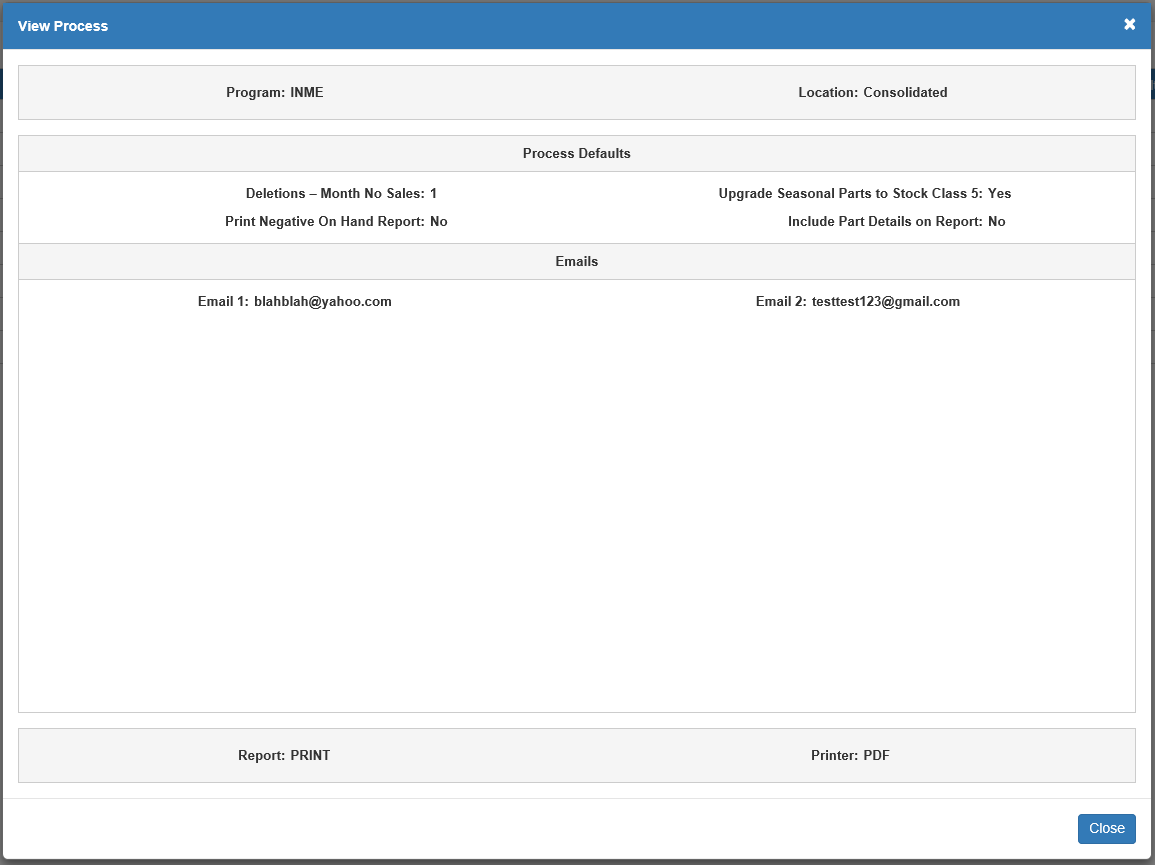 View Process
Program: INME Location: Consolidated
Process Defaults
Deletions – Month No Sales: 1 Upgrade Seasonal Parts to Stock Class 5: Yes
Print Negative On Hand Report: No Include Part Details on Report: No
Emails
Email 1: blahblah@yahoo.com Email 2: testtest123@gmail.com
Report: PRINT Printer: PDF
Close